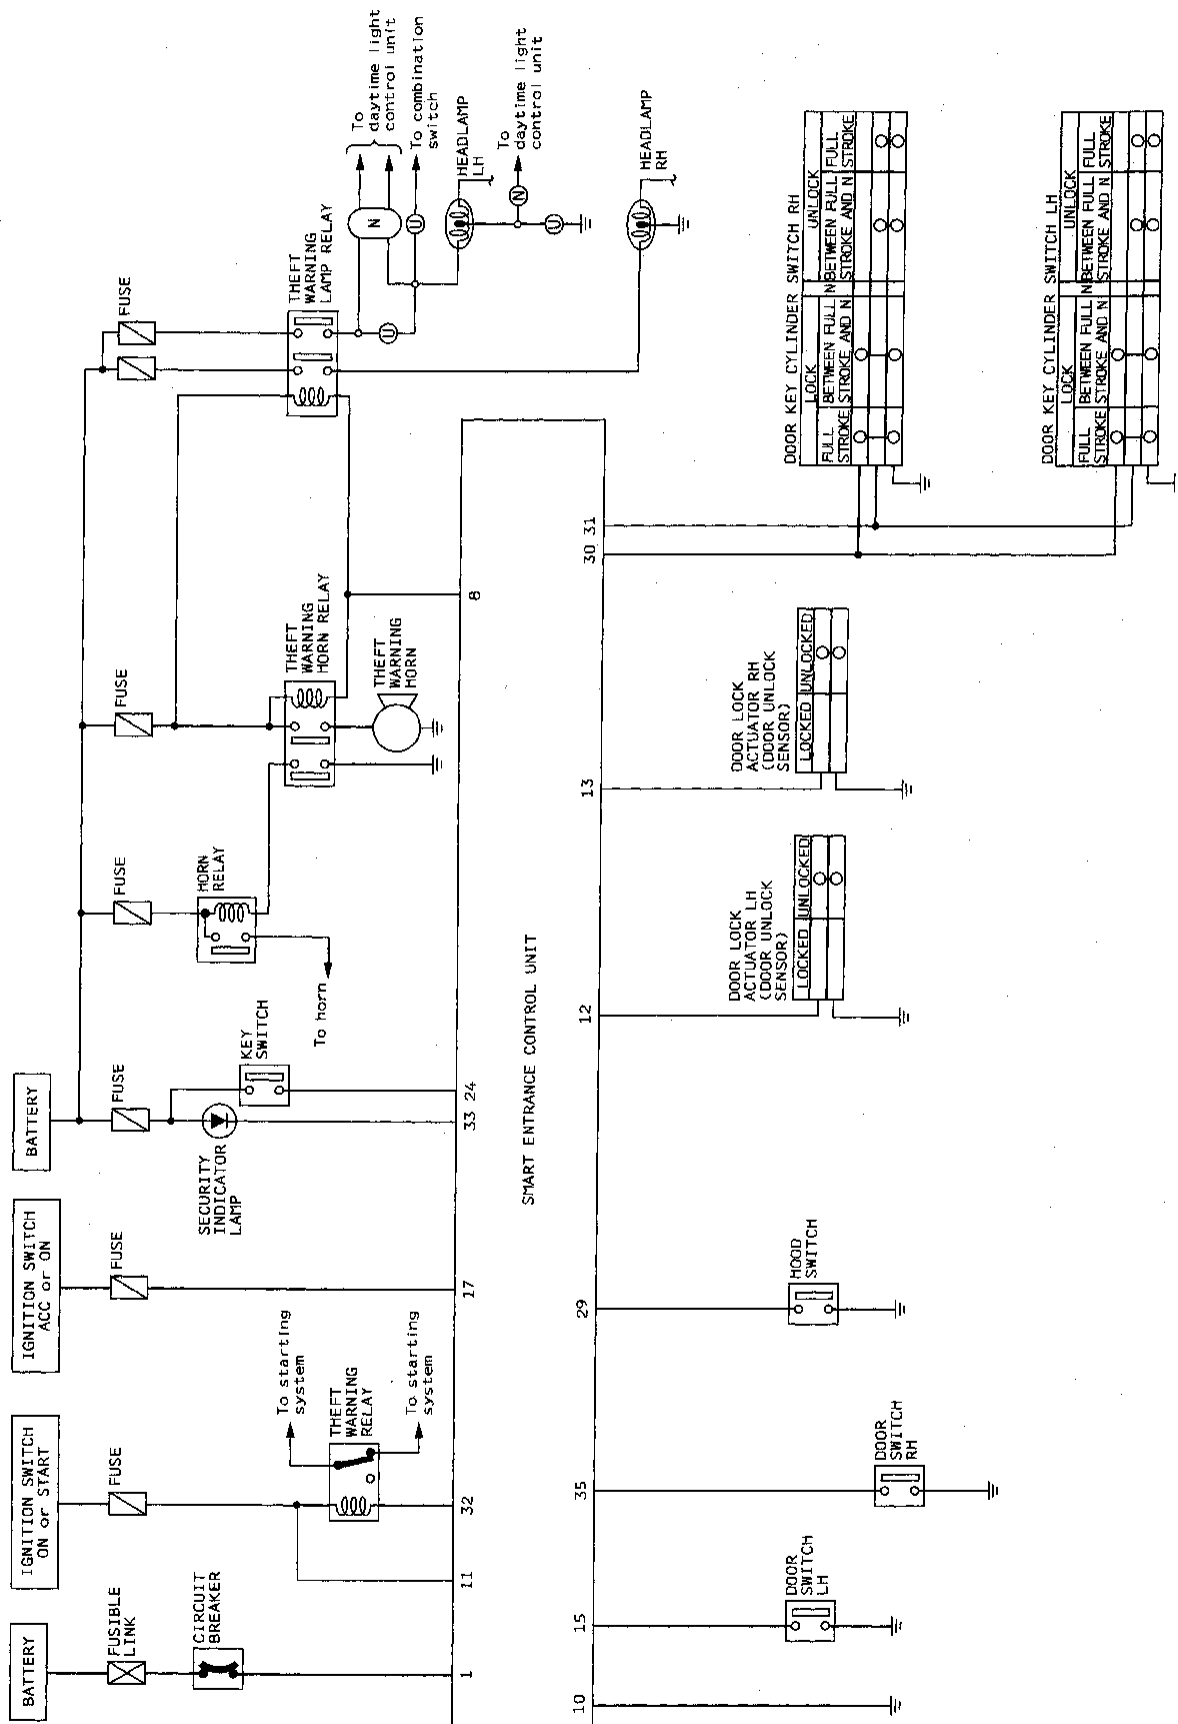 BATTERY
FUSIBLE
LINK
CIRCUIT
BREAKER
1
IGNITION SWITCH
ON or START
FUSE
11
32
To starting
system
THEFT
WARNING
RELAY
To starting
system
IGNITION SWITCH
ACC or ON
FUSE
17
BATTERY
FUSE
SECURITY
INDICATOR
LAMP
KEY
SWITCH
33 24
FUSE
HORN
RELAY
To horn
FUSE
THEFT
WARNING
HORN RELAY
THEFT
WARNING
HORN
8
FUSE
THEFT
WARNING
LAMP RELAY
To
daytime light
control unit
N
U
U
To combination
switch
HEADLAMP
LH
N
To
daytime light
control unit
U
HEADLAMP
RH
SMART ENTRANCE CONTROL UNIT
10
15
DOOR
SWITCH
LH
35
DOOR
SWITCH
RH
29
HOOD
SWITCH
12
DOOR LOCK
ACTUATOR LH
(DOOR UNLOCK
SENSOR)
LOCKED UNLOCKED
13
DOOR LOCK
ACTUATOR RH
(DOOR UNLOCK
SENSOR)
LOCKED UNLOCKED
30 31
DOOR KEY CYLINDER SWITCH RH
LOCK UNLOCK
FULL BETWEEN FULL N BETWEEN FULL FULL
STROKE STROKE AND N STROKE AND N STROKE
DOOR KEY CYLINDER SWITCH LH
LOCK UNLOCK
FULL BETWEEN FULL N BETWEEN FULL FULL
STROKE STROKE AND N STROKE AND N STROKE